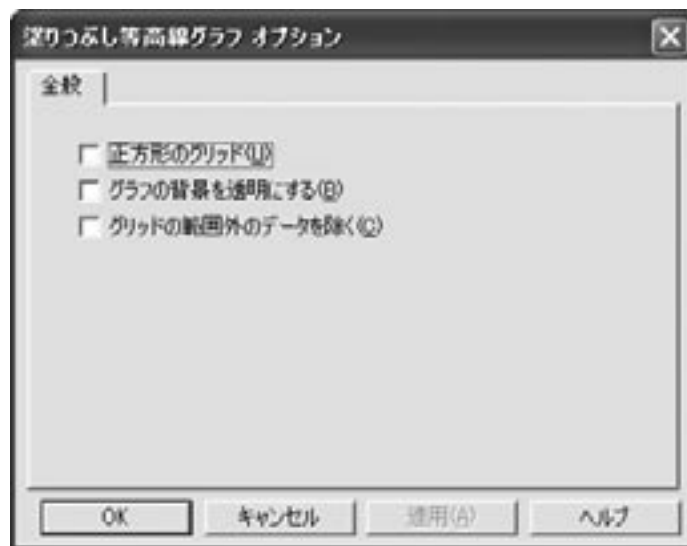 塗りつぶし等高線グラフ オプション
全般
正方形のグリッド(U)
グラフの背景を透明にする(B)
グリッドの範囲外のデータを除く(C)
OK キャンセル 適用(A) ヘルプ